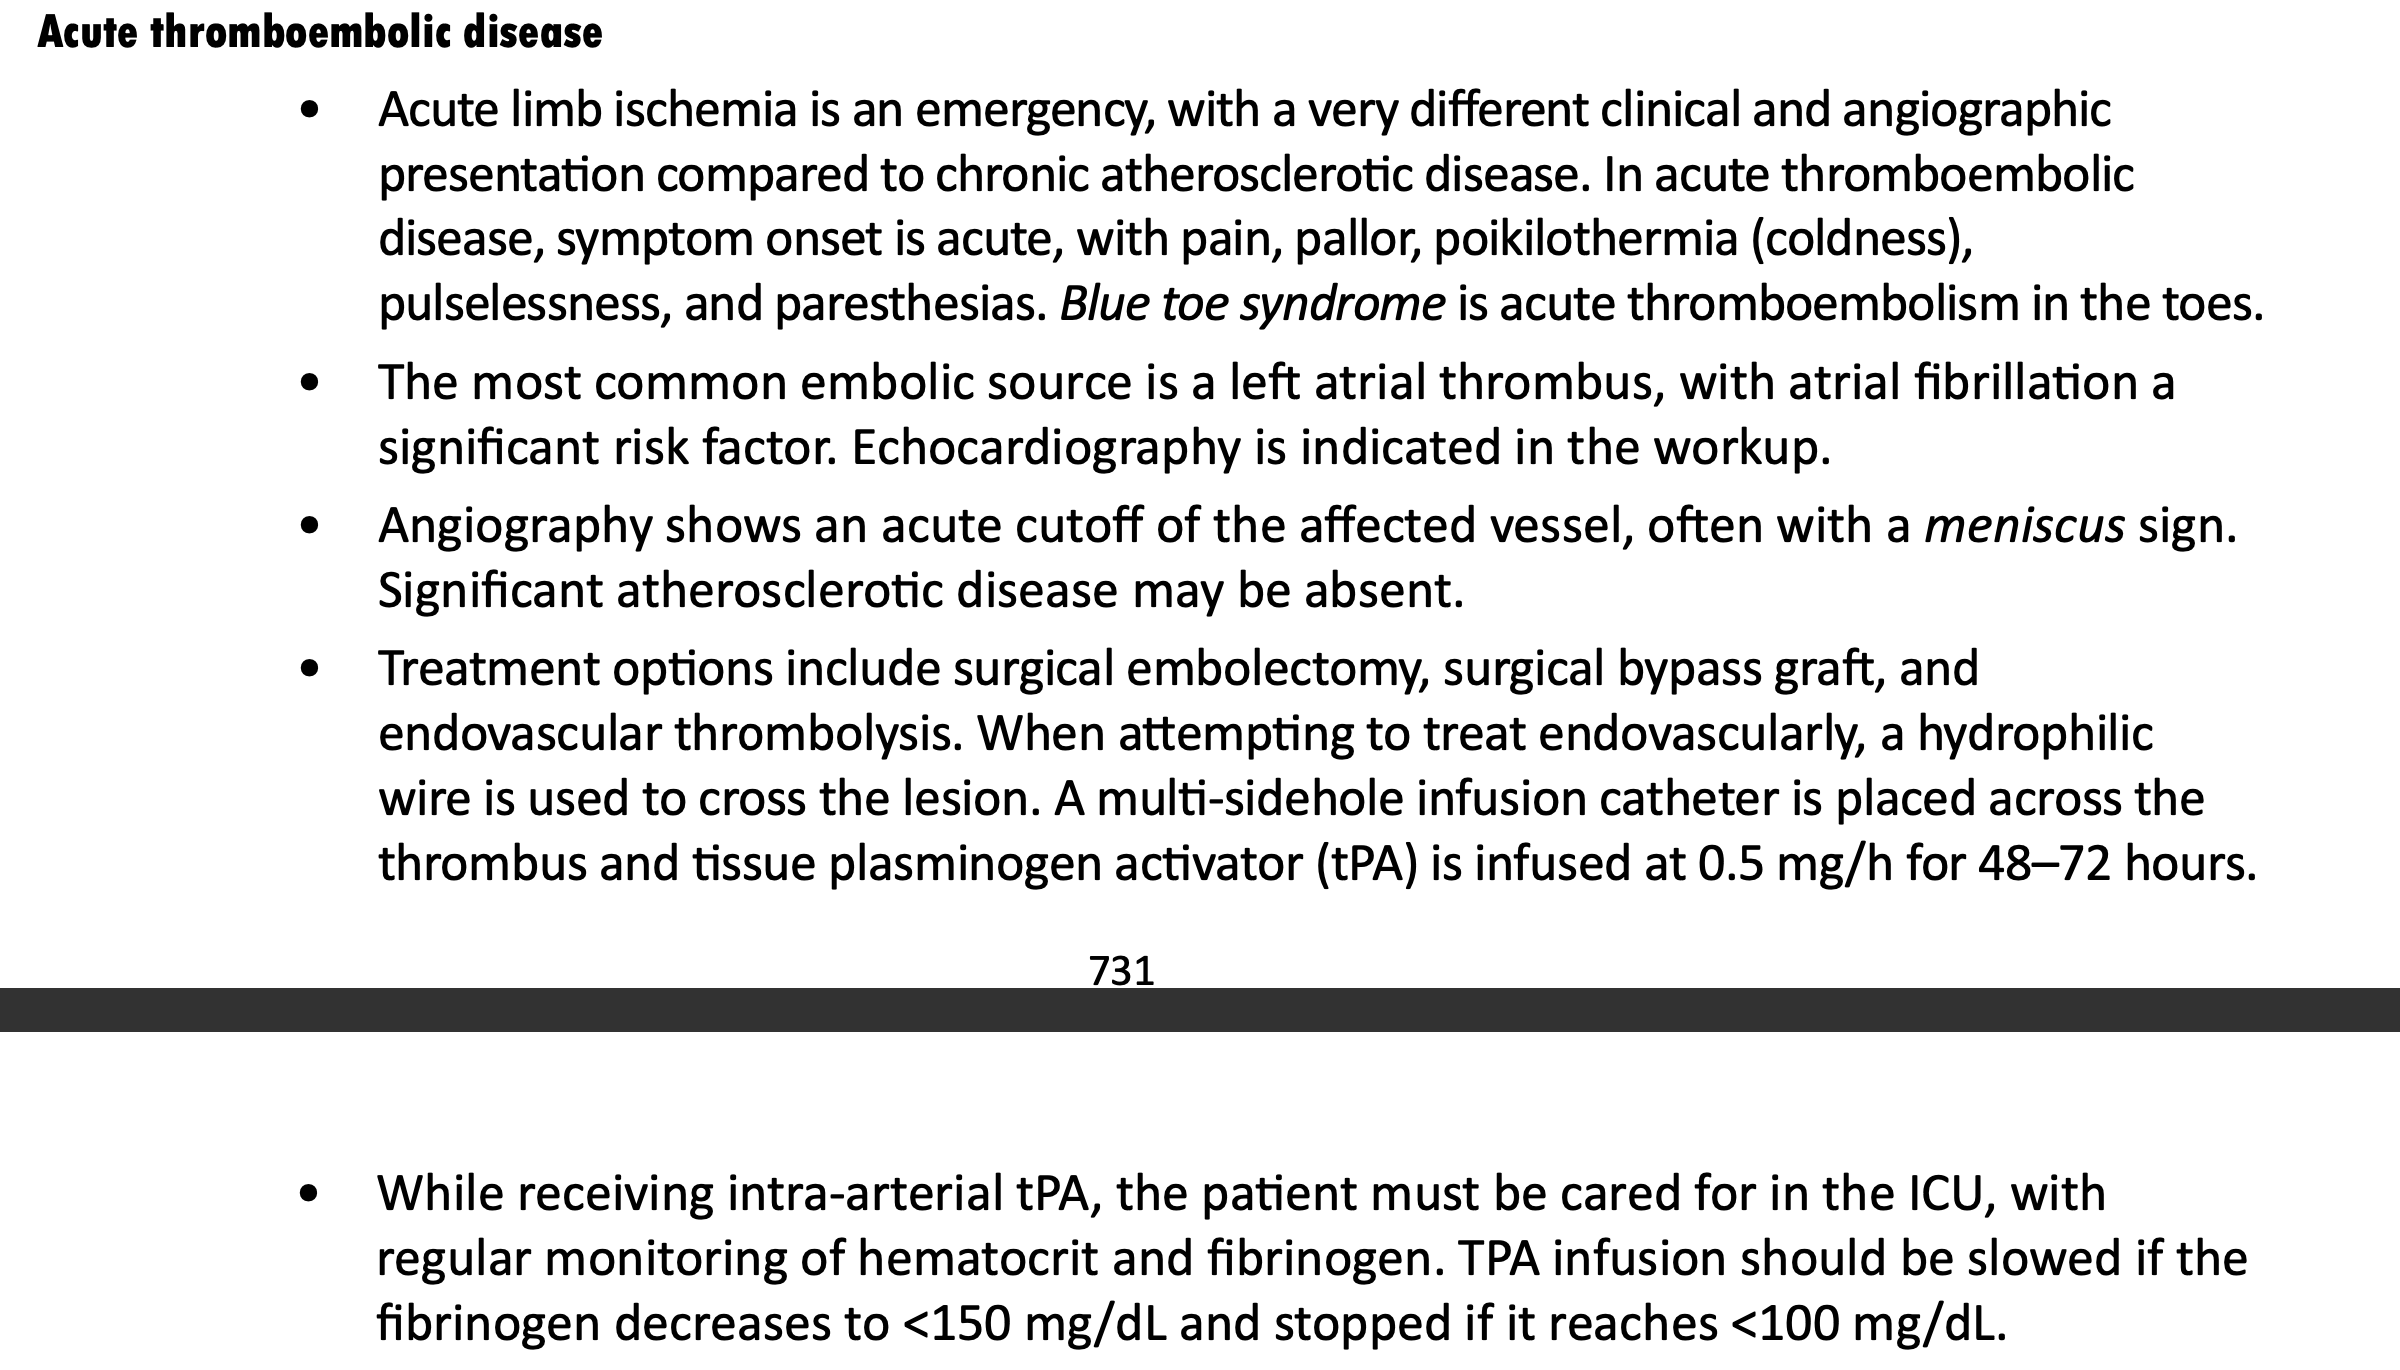 Acute thromboembolic disease
• Acute limb ischemia is an emergency, with a very different clinical and angiographic
presentation compared to chronic atherosclerotic disease. In acute thromboembolic
disease, symptom onset is acute, with pain, pallor, poikilothermia (coldness),
pulselessness, and paresthesias. Blue toe syndrome is acute thromboembolism in the toes.
• The most common embolic source is a left atrial thrombus, with atrial fibrillation a
significant risk factor. Echocardiography is indicated in the workup.
• Angiography shows an acute cutoff of the affected vessel, often with a meniscus sign.
Significant atherosclerotic disease may be absent.
• Treatment options include surgical embolectomy, surgical bypass graft, and
endovascular thrombolysis. When attempting to treat endovascularly, a hydrophilic
wire is used to cross the lesion. A multi-sidehole infusion catheter is placed across the
thrombus and tissue plasminogen activator (tPA) is infused at 0.5 mg/h for 48–72 hours.
731
• While receiving intra-arterial tPA, the patient must be cared for in the ICU, with
regular monitoring of hematocrit and fibrinogen. TPA infusion should be slowed if the
fibrinogen decreases to <150 mg/dL and stopped if it reaches <100 mg/dL.